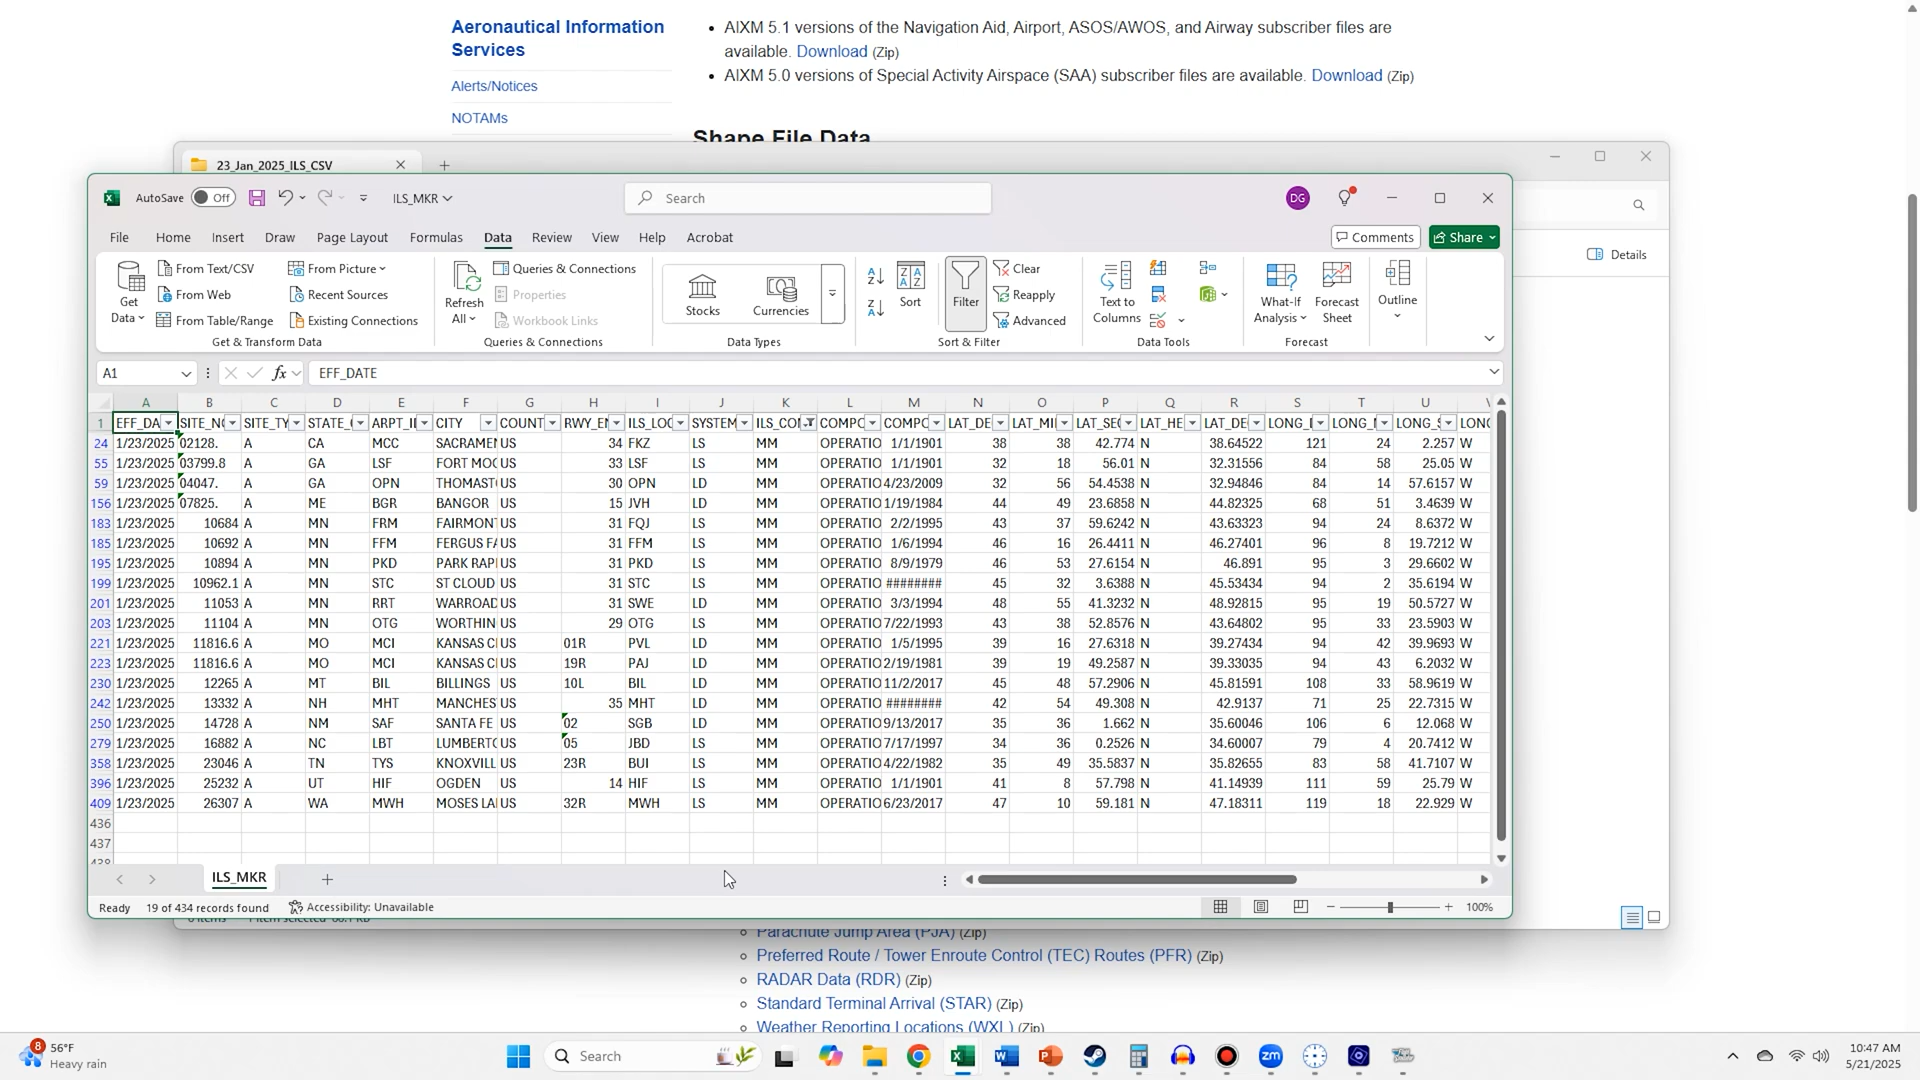 Aeronautical Information
Services
Alerts/Notices
NOTAMs
AIXM 5.1 versions of the Navigation Aid, Airport, ASOS/AWOS, and Airway subscriber files are
available. Download (Zip)
AIXM 5.0 versions of Special Activity Airspace (SAA) subscriber files are available. Download (Zip)
Shape File Data
23_Jan_2025_ILS_CSV
Details
AutoSave Off ILS_MKR Search DG
File Home Insert Draw Page Layout Formulas Data Review View Help Acrobat Comments Share
Get Data
From Text/CSV
From Web
From Table/Range
From Picture
Recent Sources
Existing Connections
Get & Transform Data
Refresh All
Queries & Connections
Properties
Workbook Links
Queries & Connections
Stocks Currencies
Data Types
Sort
Filter
Clear
Reapply
Advanced
Sort & Filter
Text to Columns
Data Tools
What-If Analysis
Forecast Sheet
Forecast
Outline
A1 fx EFF_DATE
A B C D E F G H I J K L M N O P Q R S T U
1 EFF_DA SITE_NO SITE_TY STATE_ ARPT_I CITY COUNT RWY_EN ILS_LOC SYSTEM ILS_COM COMPO COMPO LAT_DE LAT_MI LAT_SEC LAT_HE LAT_DE LONG_ LONG_ LONG_S LONG
24 1/23/2025 02128. A CA MCC SACRAMEN US 34 FKZ LS MM OPERATIO 1/1/1901 38 38 42.774 N 38.64522 121 24 2.257 W
55 1/23/2025 03799.8 A GA LSF FORT MOO US 33 LSF LS MM OPERATIO 1/1/1901 32 18 56.01 N 32.31556 84 58 25.05 W
59 1/23/2025 04047. A GA OPN THOMAST US 30 OPN LD MM OPERATIO 4/23/2009 32 56 54.4538 N 32.94846 84 14 57.6157 W
156 1/23/2025 07825. A ME BGR BANGOR US 15 JVH LD MM OPERATIO 1/19/1984 44 49 23.6858 N 44.82325 68 51 3.4639 W
183 1/23/2025 10684 A MN FRM FAIRMON US 31 FQJ LS MM OPERATIO 2/2/1995 43 37 59.6242 N 43.63323 94 24 8.6372 W
185 1/23/2025 10692 A MN FFM FERGUS FA US 31 FFM LS MM OPERATIO 1/6/1994 46 16 26.4411 N 46.27401 96 8 19.7212 W
195 1/23/2025 10894 A MN PKD PARK RAP US 31 PKD LS MM OPERATIO 8/9/1979 46 53 27.6154 N 46.891 95 3 29.6602 W
199 1/23/2025 10962.1 A MN STC ST CLOUD US 31 STC LS MM OPERATIO ######## 45 32 3.6388 N 45.53434 94 2 35.6194 W
201 1/23/2025 11053 A MN RRT WARROAD US 31 SWE LD MM OPERATIO 3/3/1994 48 55 41.3232 N 48.92815 95 19 50.5727 W
203 1/23/2025 11104 A MN OTG WORTHIN US 29 OTG LS MM OPERATIO 7/22/1993 43 38 52.8576 N 43.64802 95 33 23.5903 W
221 1/23/2025 11816.6 A MO MCI KANSAS C US 01R PVL LD MM OPERATIO 1/5/1995 39 16 27.6318 N 39.27434 94 42 39.9693 W
223 1/23/2025 11816.6 A MO MCI KANSAS C US 19R PAJ LD MM OPERATIO 2/19/1981 39 19 49.2587 N 39.33035 94 43 6.2032 W
230 1/23/2025 12265 A MT BIL BILLINGS US 10L BIL LD MM OPERATIO 11/2/2017 45 48 57.2906 N 45.81591 108 33 58.9619 W
242 1/23/2025 13332 A NH MHT MANCHES US 35 MHT LD MM OPERATIO ######## 42 54 49.308 N 42.9137 71 25 22.7315 W
250 1/23/2025 14728 A NM SAF SANTA FE US 02 SGB LD MM OPERATIO 9/13/2017 35 36 1.662 N 35.60046 106 6 12.068 W
279 1/23/2025 16882 A NC LBT LUMBERTO US 05 JBD LS MM OPERATIO 7/17/1997 34 36 0.2526 N 34.60007 79 4 20.7412 W
358 1/23/2025 23046 A TN TYS KNOXVILL US 23R BUI LS MM OPERATIO 4/22/1982 35 49 35.5837 N 35.82655 83 58 41.7107 W
396 1/23/2025 25232 A UT HIF OGDEN US 14 HIF LS MM OPERATIO 1/1/1901 41 8 57.798 N 41.14939 111 59 25.79 W
409 1/23/2025 26307 A WA MWH MOSES LA US 32R MWH LS MM OPERATIO 6/23/2017 47 10 59.181 N 47.18311 119 18 22.929 W
436
437
438
ILS_MKR
Ready 19 of 434 records found Accessibility: Unavailable 100%
Parachute Jump Area (PJA) (Zip)
Preferred Route / Tower Enroute Control (TEC) Routes (PFR) (Zip)
RADAR Data (RDR) (Zip)
Standard Terminal Arrival (STAR) (Zip)
Weather Reporting Locations (WXL) (Zip)
8 56°F
Heavy rain
Search
zm
10:47 AM
5/21/2025